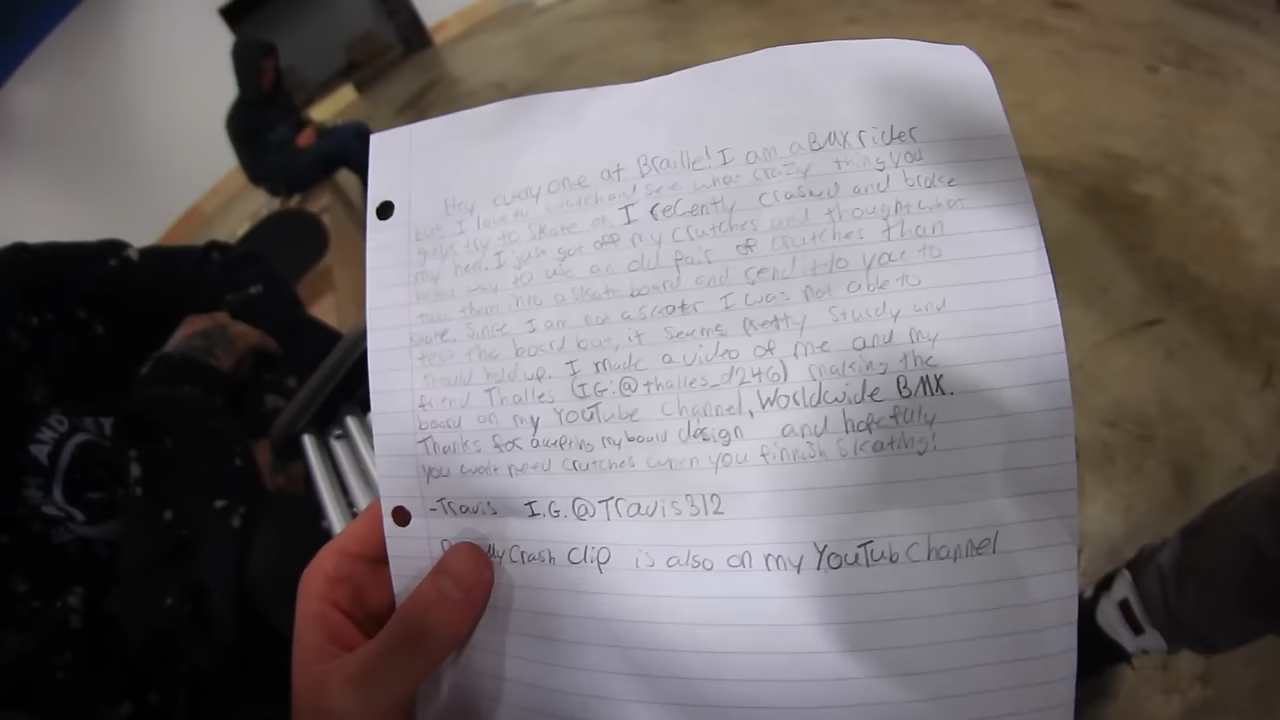 Hey everyone at Braille! I am a BMX rider
but I love to watch and see what crazy thing you
guys try to skate on. I recently crashed and broke
my heel. I just got off my crutches and thought what
better way to use an old pair of crutches than
turn them into a skateboard and send it to you to
skate. Since I am not a skater I was not able to
test the board but, it seems pretty sturdy and
should hold up. I made a video of me and my
friend Thalles (IG:@thalles_d246) making the
board on my YouTube Channel, Worldwide BMX.
Thanks for accepting my board design and hopefuly
you wont need crutches when you finnish skating!
-Travis I.G.@Travis312
My Crash Clip is also on my YouTub Channel
AND